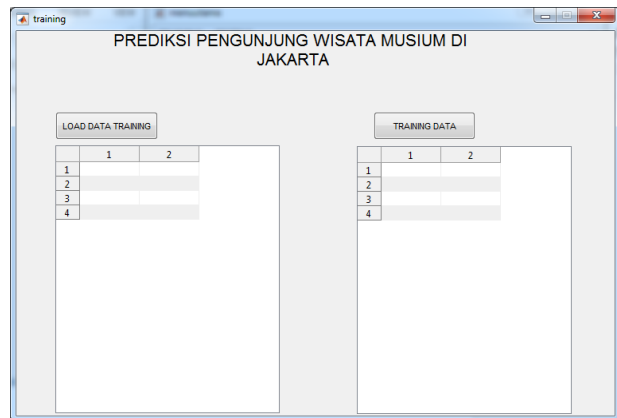 training
PREDIKSI PENGUNJUNG WISATA MUSIUM DI
JAKARTA
LOAD DATA TRAINING
TRAINING DATA
1 2
1
2
3
4
1 2
1
2
3
4